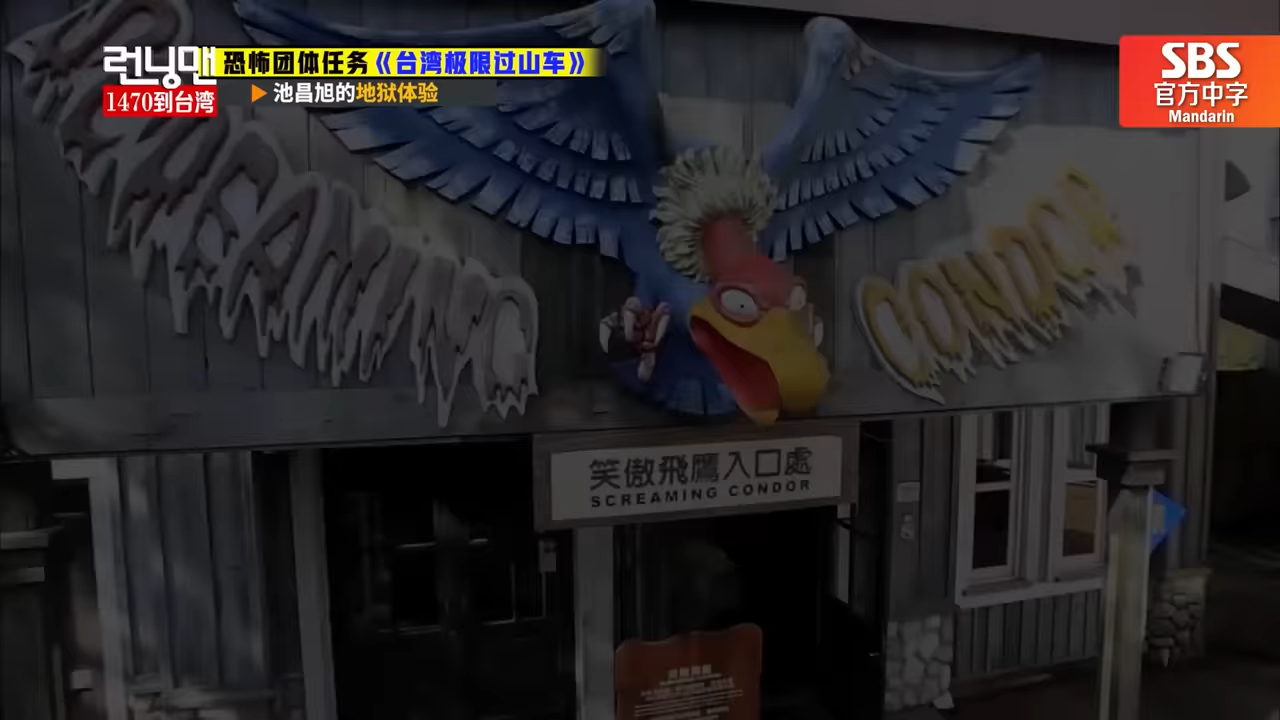 런닝맨
1470到台湾
恐怖团体任务《台湾极限过山车》
▶ 池昌旭的地狱体验
SBS
官方中字
Mandarin
SCREAMING
CONDOR
笑傲飛鷹入口處
SCREAMING CONDOR